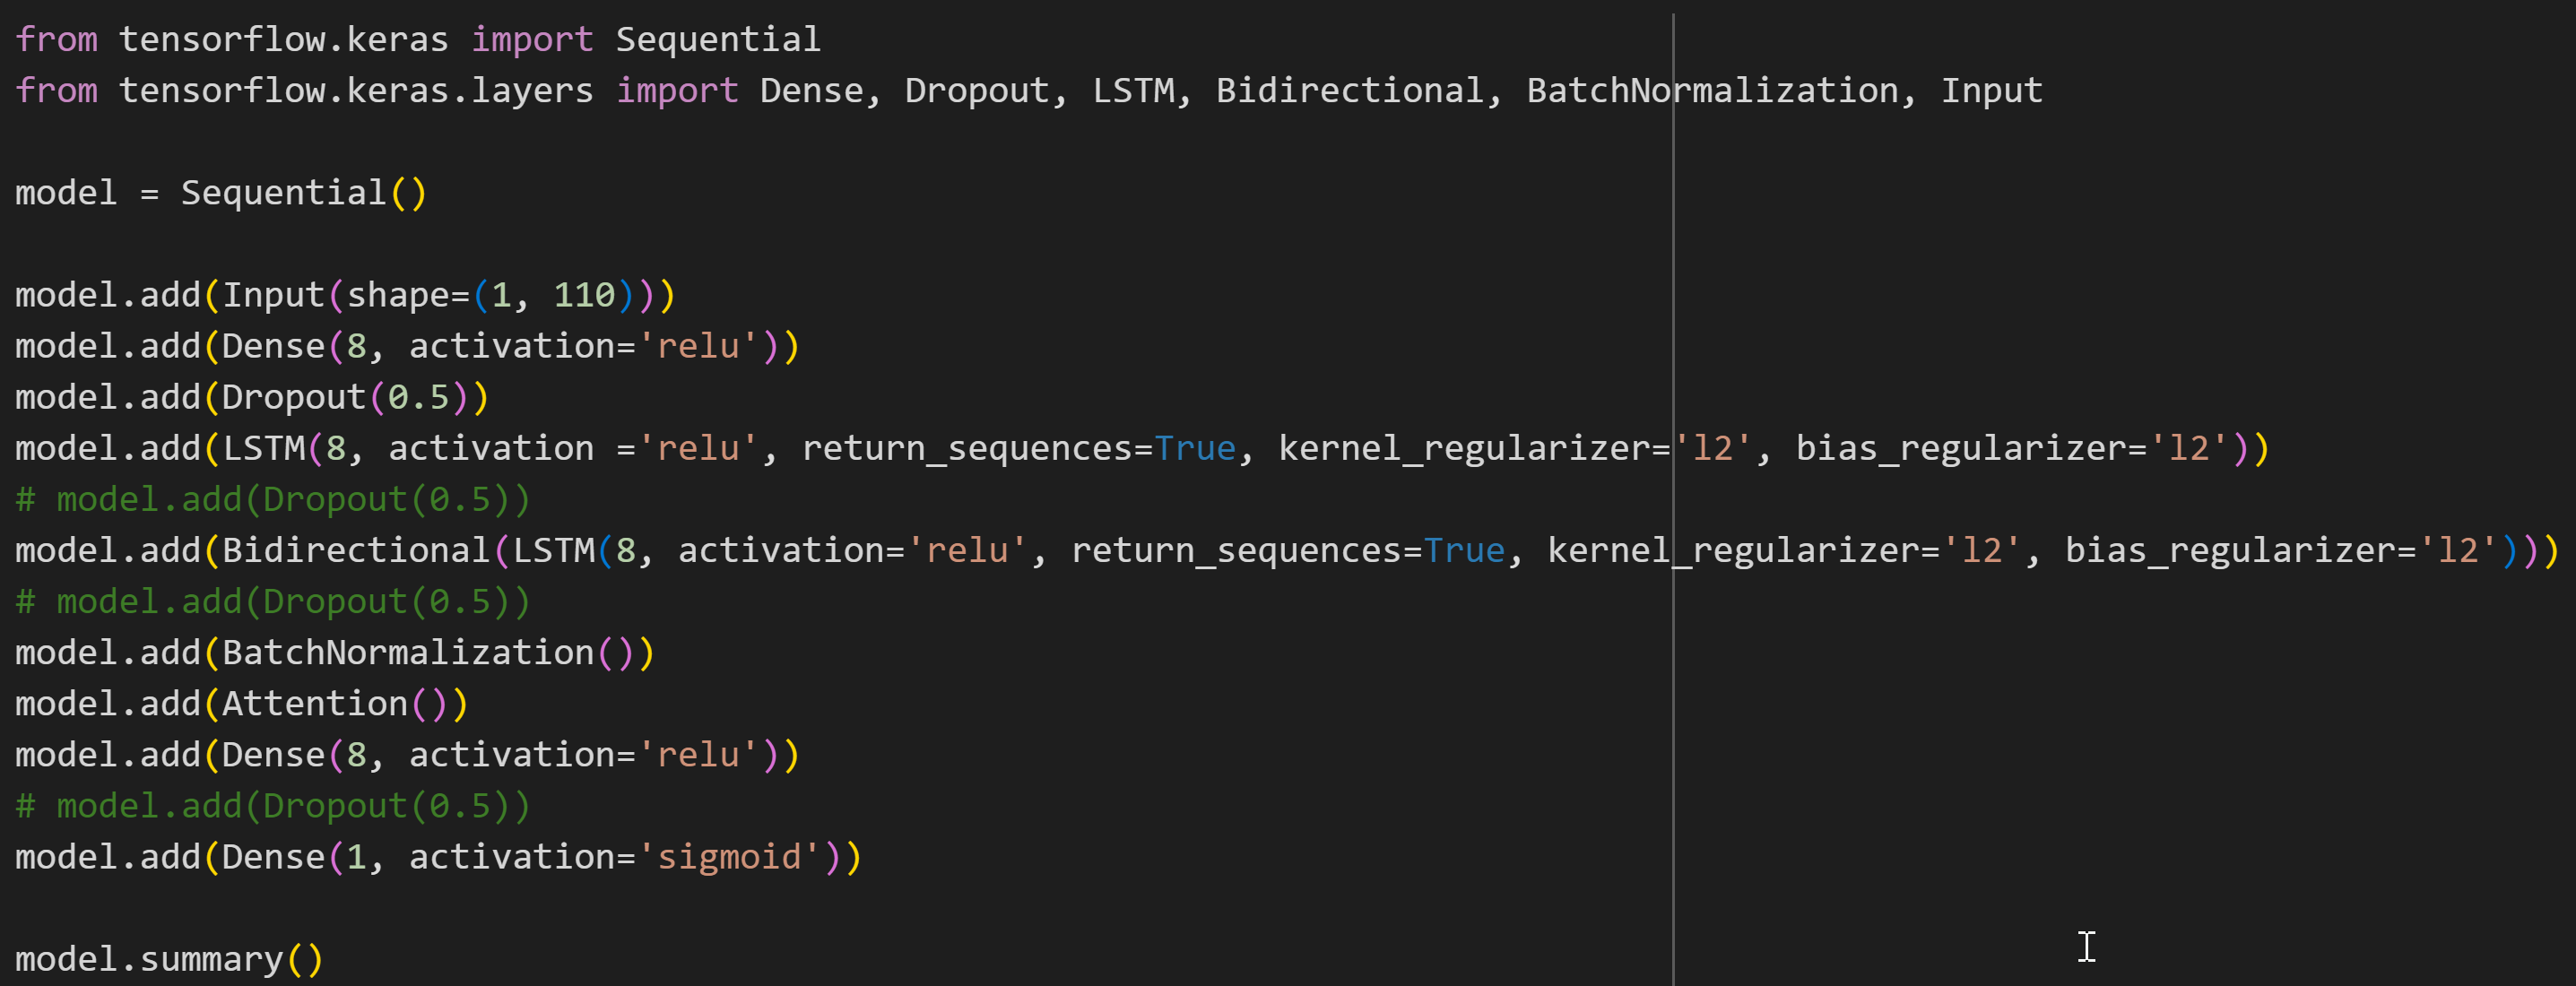 from tensorflow.keras import Sequential
from tensorflow.keras.layers import Dense, Dropout, LSTM, Bidirectional, BatchNormalization, Input
model = Sequential()
model.add(Input(shape=(1, 110)))
model.add(Dense(8, activation='relu'))
model.add(Dropout(0.5))
model.add(LSTM(8, activation ='relu', return_sequences=True, kernel_regularizer='l2', bias_regularizer='l2'))
# model.add(Dropout(0.5))
model.add(Bidirectional(LSTM(8, activation='relu', return_sequences=True, kernel_regularizer='l2', bias_regularizer='l2')))
# model.add(Dropout(0.5))
model.add(BatchNormalization())
model.add(Attention())
model.add(Dense(8, activation='relu'))
# model.add(Dropout(0.5))
model.add(Dense(1, activation='sigmoid'))
model.summary()